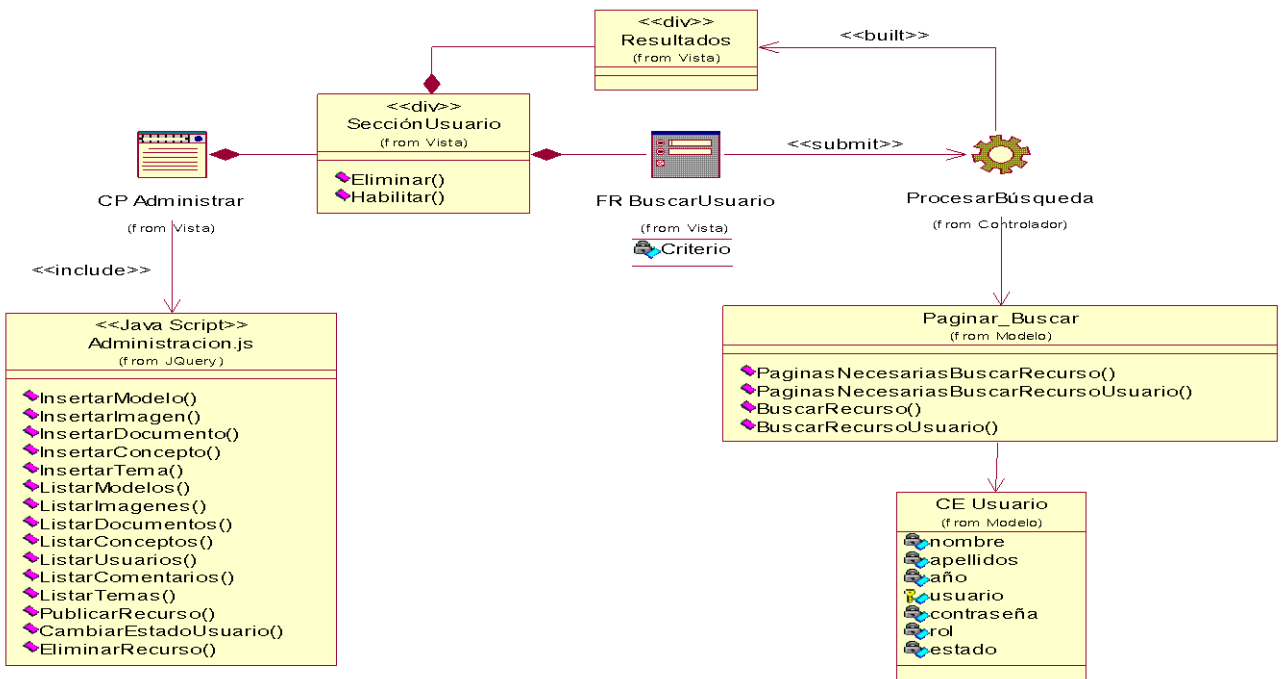 <<div>>
Resultados
(from Vista)
<<built>>
<<div>>
SecciónUsuario
(from Vista)
Eliminar()
Habilitar()
CP Administrar
(from Vista)
FR BuscarUsuario
(from Vista)
Criterio
<<submit>>
ProcesarBúsqueda
(from Controlador)
<<include>>
<<Java Script>>
Administracion.js
(from JQuery)
InsertarModelo()
InsertarImagen()
InsertarDocumento()
InsertarConcepto()
InsertarTema()
ListarModelos()
ListarImagenes()
ListarDocumentos()
ListarConceptos()
ListarUsuarios()
ListarComentarios()
ListarTemas()
PublicarRecurso()
CambiarEstadoUsuario()
EliminarRecurso()
Paginar_Buscar
(from Modelo)
PaginasNecesariasBuscarRecurso()
PaginasNecesariasBuscarRecursoUsuario()
BuscarRecurso()
BuscarRecursoUsuario()
CE Usuario
(from Modelo)
nombre
apellidos
año
usuario
contraseña
rol
estado